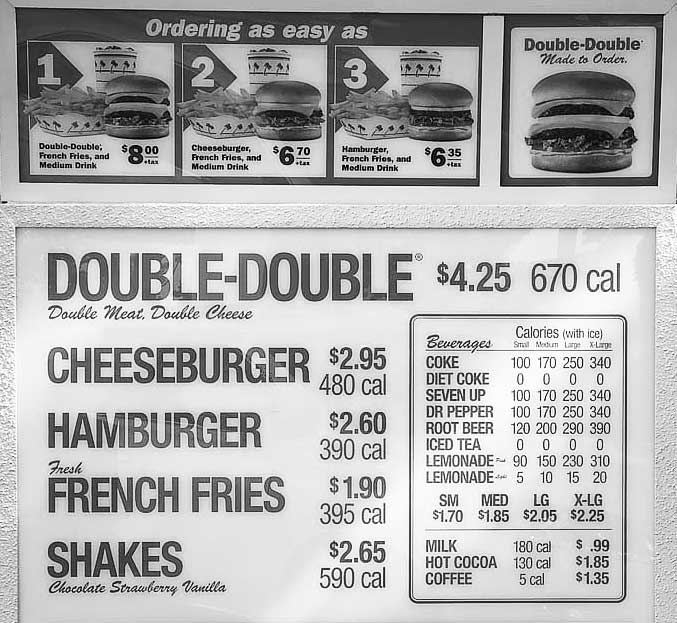 Ordering as easy as
1
Double-Double,
French Fries, and
Medium Drink
$8.00
+tax
2
Cheeseburger,
French Fries, and
Medium Drink
$6.70
+tax
3
Hamburger,
French Fries, and
Medium Drink
$6.35
+tax
Double-Double®
Made to Order.
DOUBLE-DOUBLE® $4.25 670 cal
Double Meat, Double Cheese
CHEESEBURGER $2.95
480 cal
HAMBURGER $2.60
390 cal
Fresh
FRENCH FRIES $1.90
395 cal
SHAKES $2.65
590 cal
Chocolate Strawberry Vanilla
Calories (with ice)
Beverages Small Medium Large X-Large
COKE 100 170 250 340
DIET COKE 0 0 0 0
SEVEN UP 100 170 250 340
DR PEPPER 100 170 250 340
ROOT BEER 120 200 290 390
ICED TEA 0 0 0 0
LEMONADE 90 150 230 310
LEMONADE 5 10 15 20
SM MED LG X-LG
$1.70 $1.85 $2.05 $2.25
MILK 180 cal $ .99
HOT COCOA 130 cal $1.85
COFFEE 5 cal $1.35